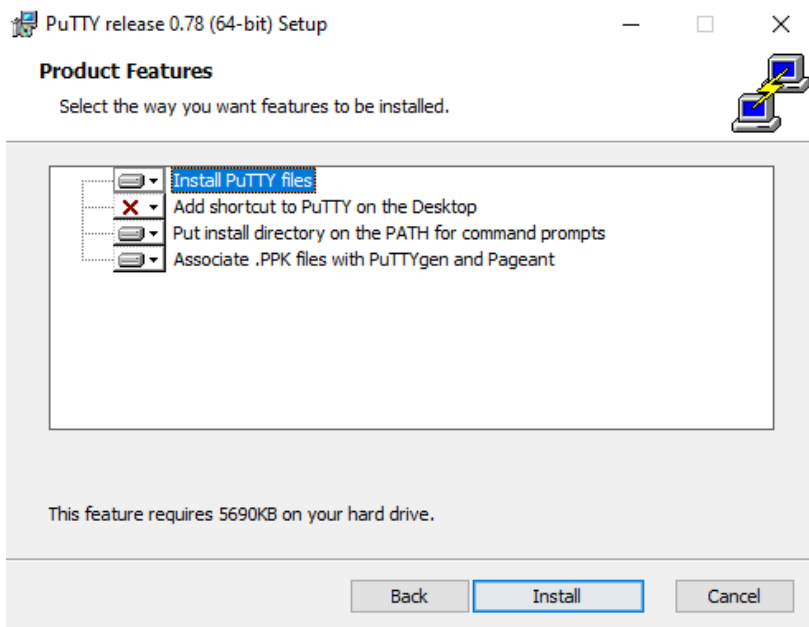 PuTTY release 0.78 (64-bit) Setup
Product Features
Select the way you want features to be installed.
Install PuTTY files
Add shortcut to PuTTY on the Desktop
Put install directory on the PATH for command prompts
Associate .PPK files with PuTTYgen and Pageant
This feature requires 5690KB on your hard drive.
Back Install Cancel